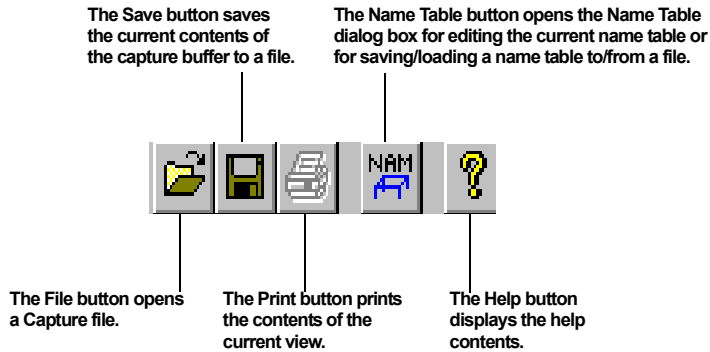 The Save button saves
the current contents of
the capture buffer to a file.
The Name Table button opens the Name Table
dialog box for editing the current name table or
for saving/loading a name table to/from a file.
NAM
The File button opens
a Capture file.
The Print button prints
the contents of the
current view.
The Help button
displays the help
contents.